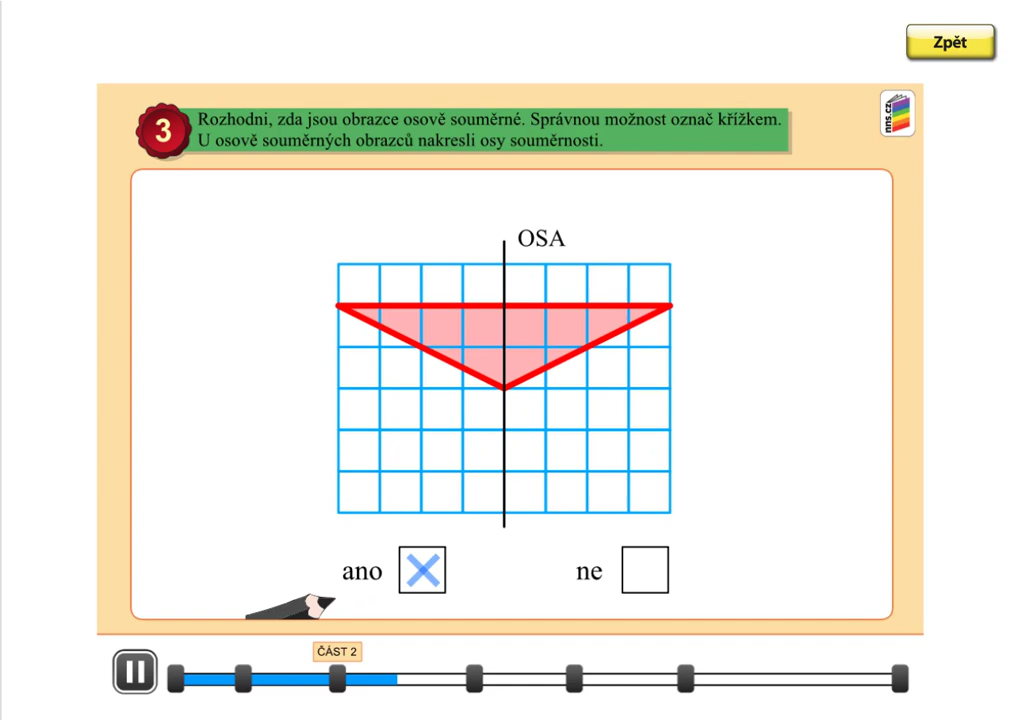 Zpět
3
Rozhodni, zda jsou obrazce osově souměrné. Správnou možnost označ křížkem.
U osově souměrných obrazců nakresli osy souměrnosti.
nns.cz
OSA
ano
ne
ČÁST 2